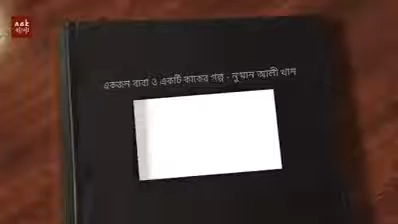 একজন বাবা ও একটি কাকের গল্প - নু'মান আলী খান